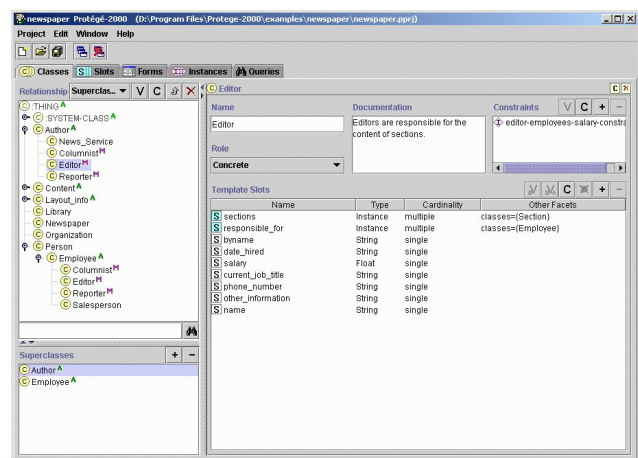 newspaper Protégé-2000 (D:\Program Files\Protege-2000\examples\newspaper\newspaper.pprj)
Project Edit Window Help
C Classes S Slots Forms Instances Queries
Relationship Superclas... V C
C :THING A
C :SYSTEM-CLASS A
C Author A
C News_Service
C Columnist M
C Editor M
C Reporter M
C Content A
C Layout_info A
C Library
C Newspaper
C Organization
C Person
C Employee A
C Columnist M
C Editor M
C Reporter M
C Salesperson
Superclasses + -
C Author A
C Employee A
C Editor C ×
Name Documentation Constraints V C + -
Editor
Editors are responsible for the
content of sections.
editor-employees-salary-constra
Role
Concrete
Template Slots C + -
Name Type Cardinality Other Facets
S sections Instance multiple classes={Section}
S responsible_for Instance multiple classes={Employee}
S byname String single
S date_hired String single
S salary Float single
S current_job_title String single
S phone_number String single
S other_information String single
S name String single